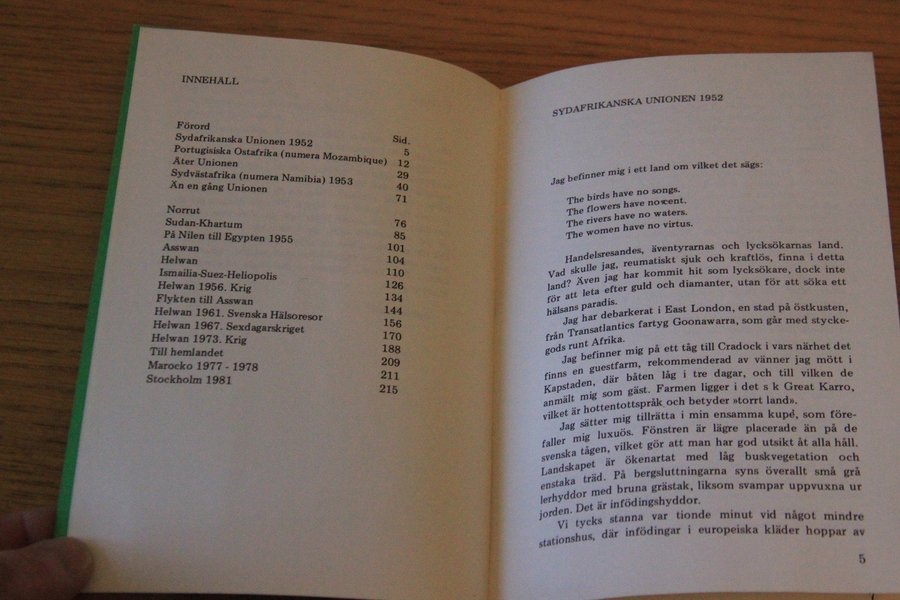 INNEHALL
Förord Sid.
Sydafrikanska Unionen 1952 5
Portugisiska Ostafrika (numera Mozambique) 12
Äter Unionen 29
Sydvästafrika (numera Namibia) 1953 40
Än en gång Unionen 71
Norrut 76
Sudan-Khartum 85
På Nilen till Egypten 1955 101
Asswan 104
Helwan 110
Ismailia-Suez-Heliopolis 126
Helwan 1956. Krig 134
Flykten till Asswan 144
Helwan 1961. Svenska Hälsoresor 156
Helwan 1967. Sexdagarskriget 170
Helwan 1973. Krig 188
Till hemlandet 209
Marocko 1977 - 1978 211
Stockholm 1981 215
SYDAFRIKANSKA UNIONEN 1952
Jag befinner mig i ett land om vilket det sägs:
The birds have no songs.
The flowers have no scent.
The rivers have no waters.
The women have no virtus.
Handelsresandes, äventyrarnas och lycksökarnas land.
Vad skulle jag, reumatiskt sjuk och kraftlös, finna i detta
land? Även jag har kommit hit som lycksökare, dock inte
för att leta efter guld och diamanter, utan för att söka ett
hälsans paradis.
Jag har debarkerat i East London, en stad på östkusten,
från Transatlantics fartyg Goonawarra, som går med stycke-
gods runt Afrika.
Jag befinner mig på ett tåg till Cradock i vars närhet det
finns en guestfarm, rekommenderad av vänner jag mött i
Kapstaden, där båten låg i tre dagar, och till vilken de
anmält mig som gäst. Farmen ligger i det s k Great Karro,
vilket är hottentottspråk och betyder »torrt land».
Jag sätter mig tillrätta i min ensamma kupé, som före-
faller mig luxuös. Fönstren är lägre placerade än på de
svenska tågen, vilket gör att man har god utsikt åt alla håll.
Landskapet är ökenartat med låg buskvegetation och
enstaka träd. På bergsluttningarna syns överallt små grå
lerhyddor med bruna grästak, liksom svampar uppvuxna ur
jorden. Det är infödingshyddor.
Vi tycks stanna var tionde minut vid något mindre
stationshus, där infödingar i europeiska kläder hoppar av
5